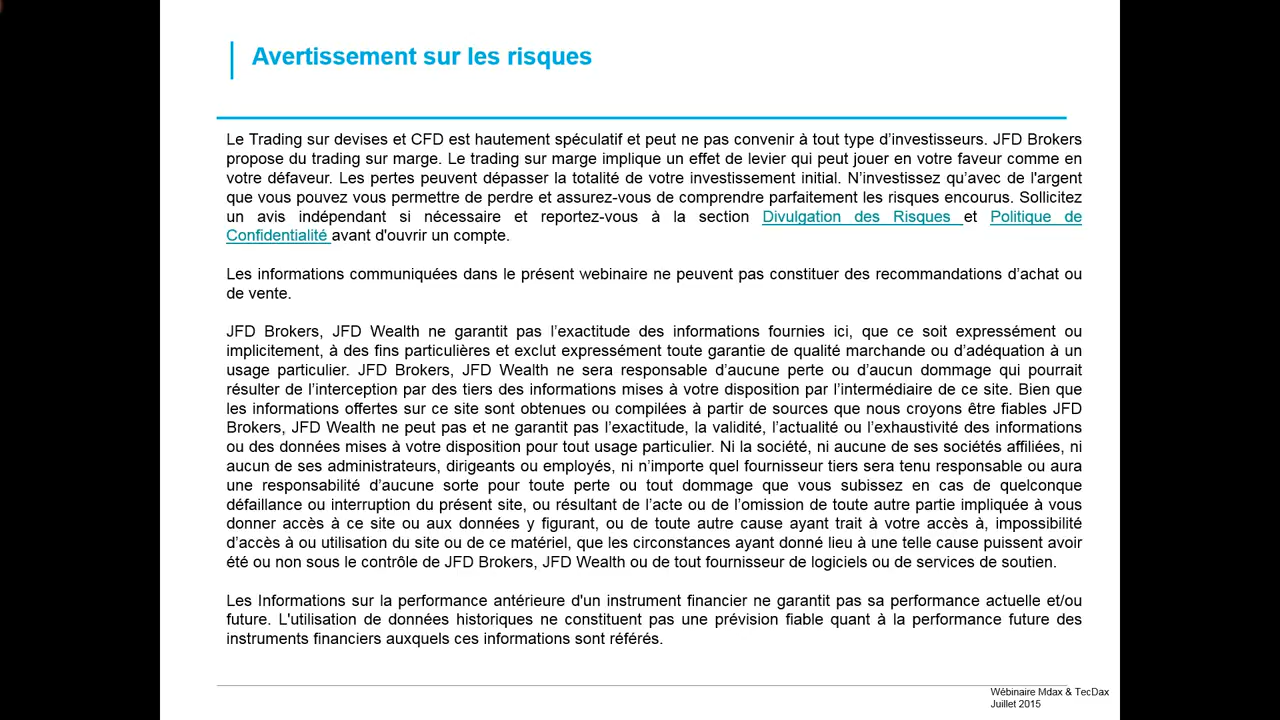 Avertissement sur les risques
Le Trading sur devises et CFD est hautement spéculatif et peut ne pas convenir à tout type d’investisseurs. JFD Brokers
propose du trading sur marge. Le trading sur marge implique un effet de levier qui peut jouer en votre faveur comme en
votre défaveur. Les pertes peuvent dépasser la totalité de votre investissement initial. N’investissez qu’avec de l'argent
que vous pouvez vous permettre de perdre et assurez-vous de comprendre parfaitement les risques encourus. Sollicitez
un avis indépendant si nécessaire et reportez-vous à la section Divulgation des Risques et Politique de
Confidentialité avant d'ouvrir un compte.
Les informations communiquées dans le présent webinaire ne peuvent pas constituer des recommandations d’achat ou
de vente.
JFD Brokers, JFD Wealth ne garantit pas l’exactitude des informations fournies ici, que ce soit expressément ou
implicitement, à des fins particulières et exclut expressément toute garantie de qualité marchande ou d’adéquation à un
usage particulier. JFD Brokers, JFD Wealth ne sera responsable d’aucune perte ou d’aucun dommage qui pourrait
résulter de l’interception par des tiers des informations mises à votre disposition par l’intermédiaire de ce site. Bien que
les informations offertes sur ce site sont obtenues ou compilées à partir de sources que nous croyons être fiables JFD
Brokers, JFD Wealth ne peut pas et ne garantit pas l’exactitude, la validité, l’actualité ou l’exhaustivité des informations
ou des données mises à votre disposition pour tout usage particulier. Ni la société, ni aucune de ses sociétés affiliées, ni
aucun de ses administrateurs, dirigeants ou employés, ni n’importe quel fournisseur tiers sera tenu responsable ou aura
une responsabilité d’aucune sorte pour toute perte ou tout dommage que vous subissez en cas de quelconque
défaillance ou interruption du présent site, ou résultant de l’acte ou de l’omission de toute autre partie impliquée à vous
donner accès à ce site ou aux données y figurant, ou de toute autre cause ayant trait à votre accès à, impossibilité
d’accès à ou utilisation du site ou de ce matériel, que les circonstances ayant donné lieu à une telle cause puissent avoir
été ou non sous le contrôle de JFD Brokers, JFD Wealth ou de tout fournisseur de logiciels ou de services de soutien.
Les Informations sur la performance antérieure d'un instrument financier ne garantit pas sa performance actuelle et/ou
future. L'utilisation de données historiques ne constituent pas une prévision fiable quant à la performance future des
instruments financiers auxquels ces informations sont référés.
Wébinaire Mdax & TecDax
Juillet 2015